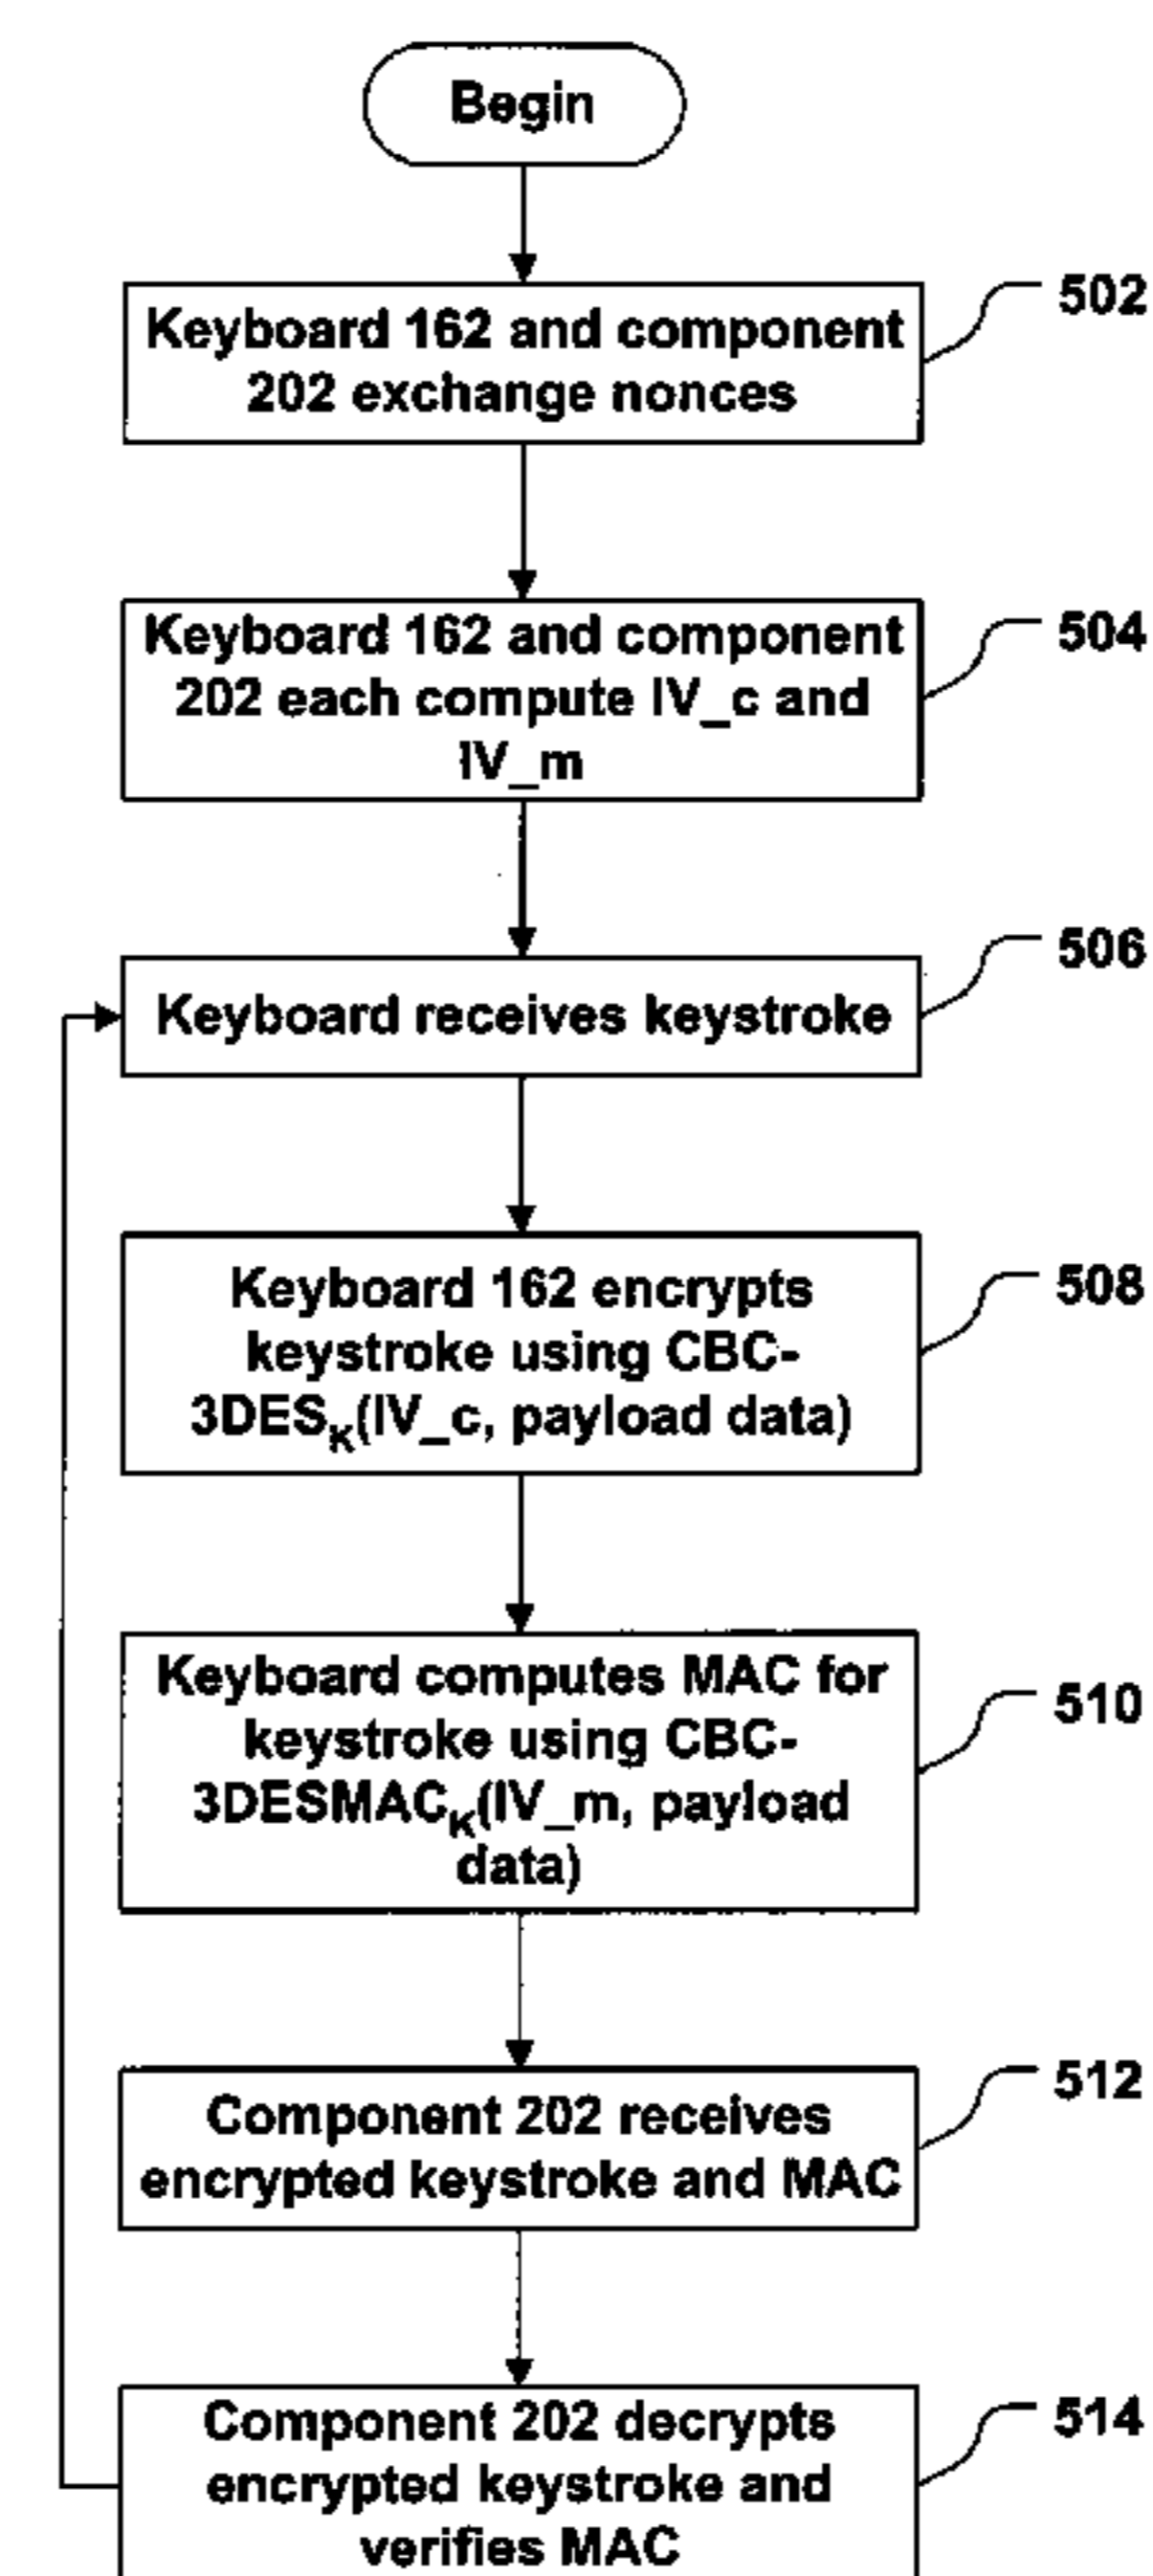 Begin
Keyboard 162 and component
202 exchange nonces
502
Keyboard 162 and component
202 each compute IV_c and
IV_m
504
Keyboard receives keystroke
506
Keyboard 162 encrypts
keystroke using CBC-
3DESK(IV_c, payload data)
508
Keyboard computes MAC for
keystroke using CBC-
3DESMACK(IV_m, payload
data)
510
Component 202 receives
encrypted keystroke and MAC
512
Component 202 decrypts
encrypted keystroke and
verifies MAC
514